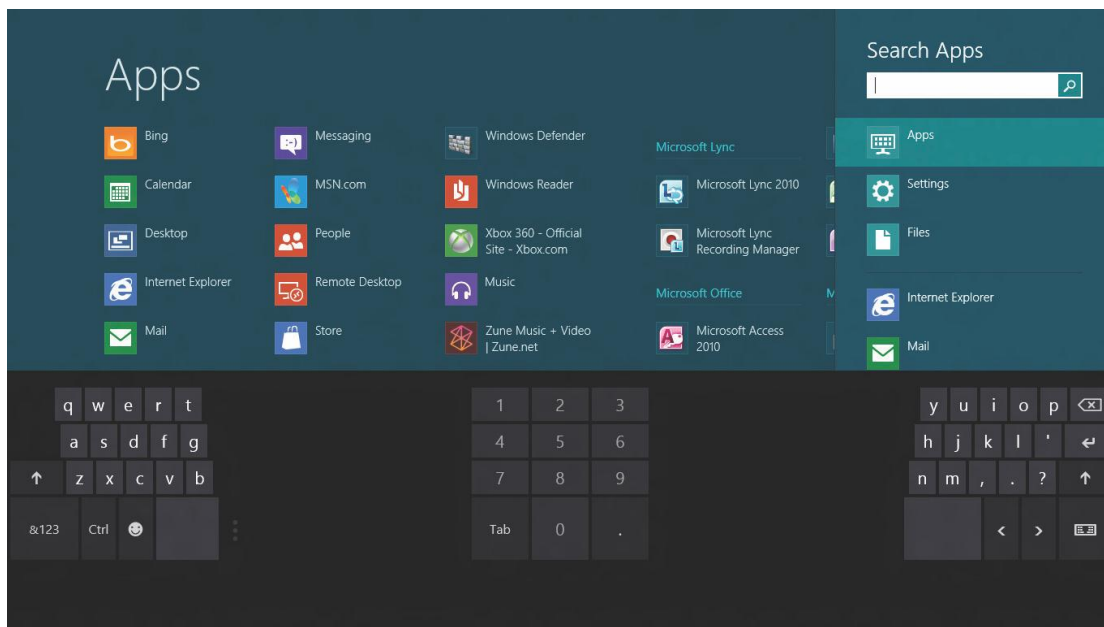 Apps
Bing
Calendar
Desktop
Internet Explorer
Mail
Messaging
MSN.com
People
Remote Desktop
Store
Windows Defender
Windows Reader
Xbox 360 - Official
Site - Xbox.com
Music
Zune Music + Video
| Zune.net
Microsoft Lync
Microsoft Lync 2010
Microsoft Lync
Recording Manager
Microsoft Office
Microsoft Access
2010
M
Search Apps
Apps
Settings
Files
Internet Explorer
Mail
q w e r t
a s d f g
z x c v b
&123 Ctrl
1 2 3
4 5 6
7 8 9
Tab 0 .
y u i o p
h j k l '
n m , . ?
< >